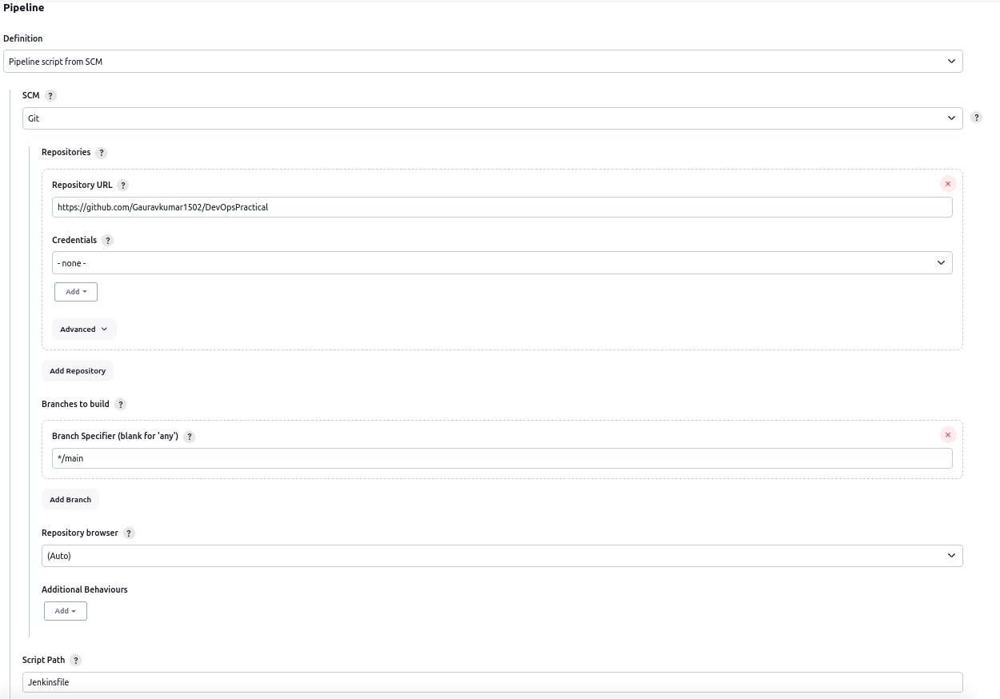 Pipeline
Definition
Pipeline script from SCM
SCM ?
Git
?
Repositories ?
Repository URL ?
https://github.com/Gauravkumar1502/DevOpsPractical
Credentials ?
- none -
Add
Advanced
Add Repository
Branches to build ?
Branch Specifier (blank for 'any') ?
*/main
Add Branch
Repository browser ?
(Auto)
Additional Behaviours
Add
Script Path ?
Jenkinsfile